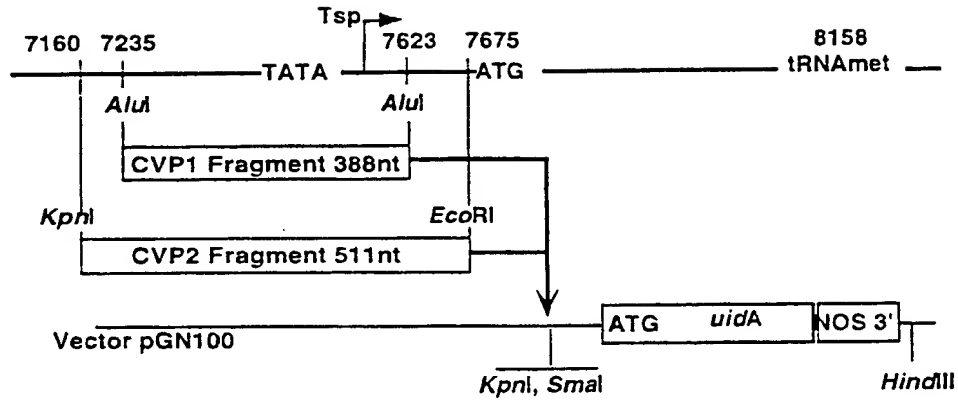 Tsp
7160 7235 7623 7675 8158
TATA ATG tRNAmet
AluI AluI
CVP1 Fragment 388nt
KpnI EcoRI
CVP2 Fragment 511nt
ATG uidA NOS 3'
Vector pGN100
KpnI, SmaI HindIII